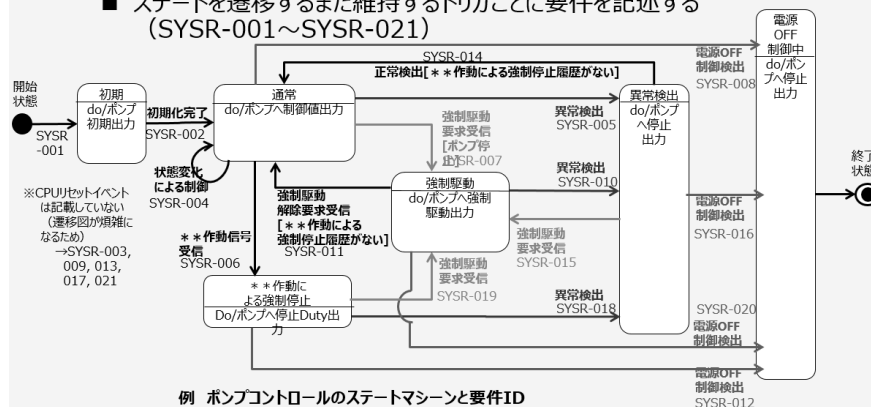 ■ ステートを遷移するまた維持するトリガごとに要件を記述する
（SYSR-001～SYSR-021）
開始
状態
SYSR
-001
初期
do/ポンプ
初期出力
初期化完了
SYSR-002
通常
do/ポンプへ制御値出力
状態変化
による制御
SYSR-004
SYSR-014
正常検出[＊＊作動による強制停止履歴がない]
異常検出
SYSR-005
強制駆動
要求受信
[ポンプ停
止]
SYSR-007
異常検出
do/ポンプ
へ停止
出力
電源
OFF
制御中
do/ポン
プへ停止
出力
電源OFF
制御検出
SYSR-008
終了
状態
※CPUリセットイベント
は記載していない
（遷移図が煩雑に
なるため）
→SYSR-003,
009, 013,
017, 021
＊＊作動信号
受信
SYSR-006
強制駆動
解除要求受信
[＊＊作動による
強制停止履歴がない]
SYSR-011
強制駆動
do/ポンプへ強制
駆動出力
異常検出
SYSR-010
強制駆動
要求受信
SYSR-015
電源OFF
制御検出
SYSR-016
＊＊作動に
よる強制停止
Do/ポンプへ停止Duty出
力
強制駆動
要求受信
SYSR-019
異常検出
SYSR-018
SYSR-020
電源OFF
制御検出
電源OFF
制御検出
SYSR-012
例 ポンプコントロールのステートマシーンと要件ID